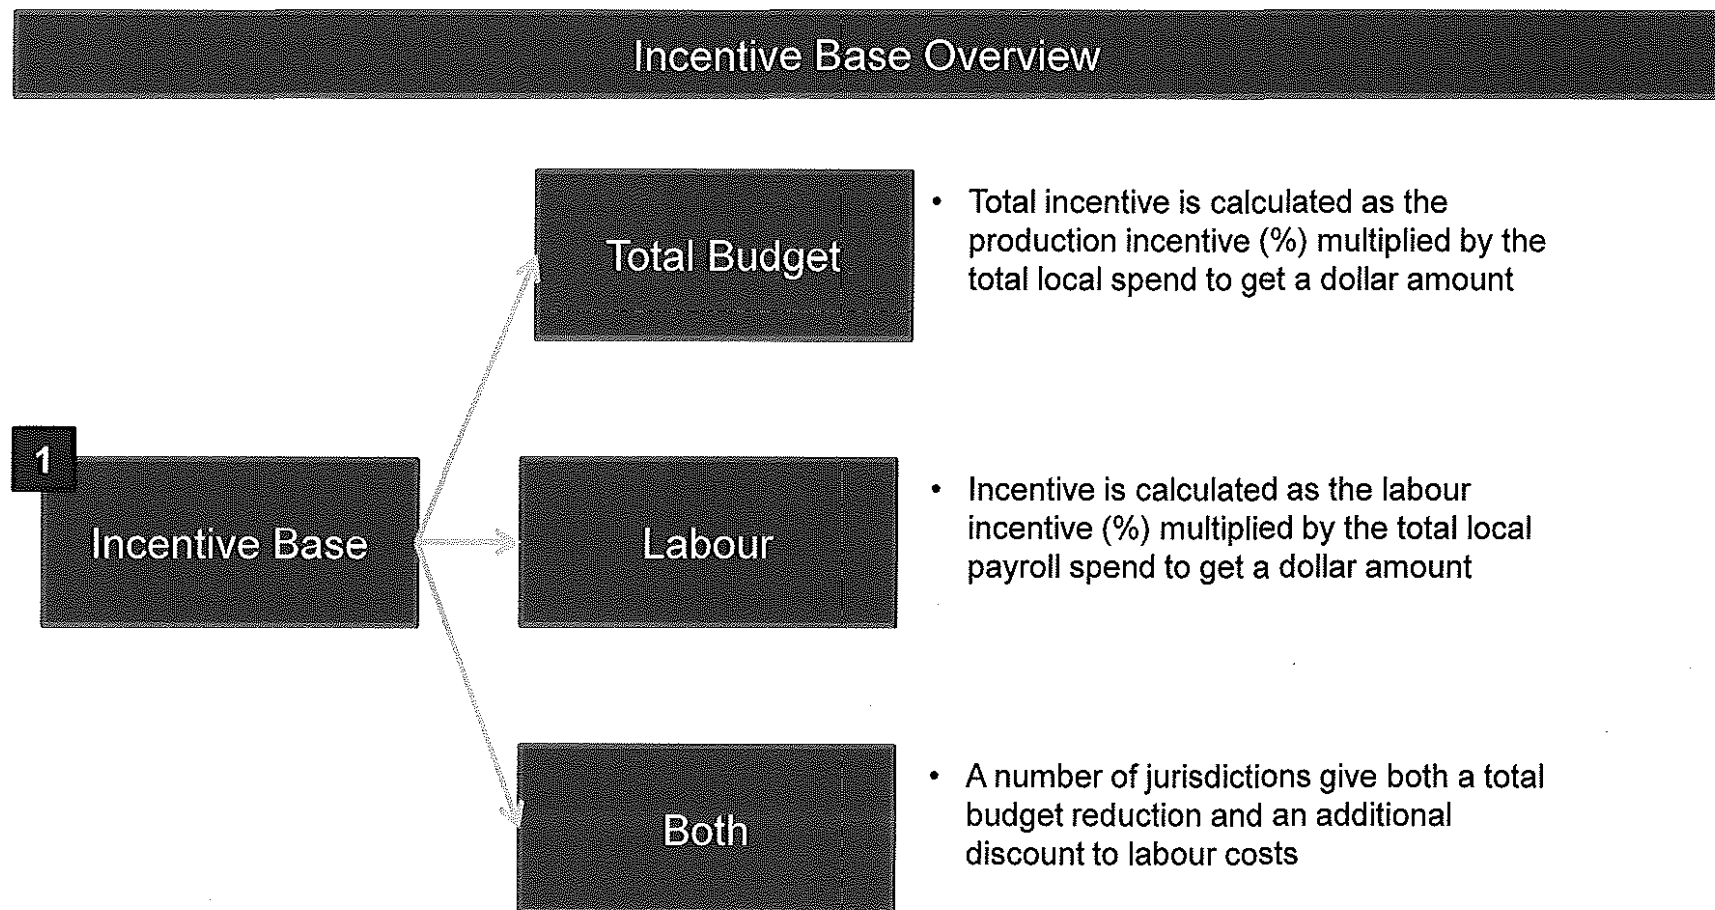 Incentive Base Overview
Total Budget
• Total incentive is calculated as the
production incentive (%) multiplied by the
total local spend to get a dollar amount
1
Incentive Base
Labour
• Incentive is calculated as the labour
incentive (%) multiplied by the total local
payroll spend to get a dollar amount
Both
• A number of jurisdictions give both a total
budget reduction and an additional
discount to labour costs